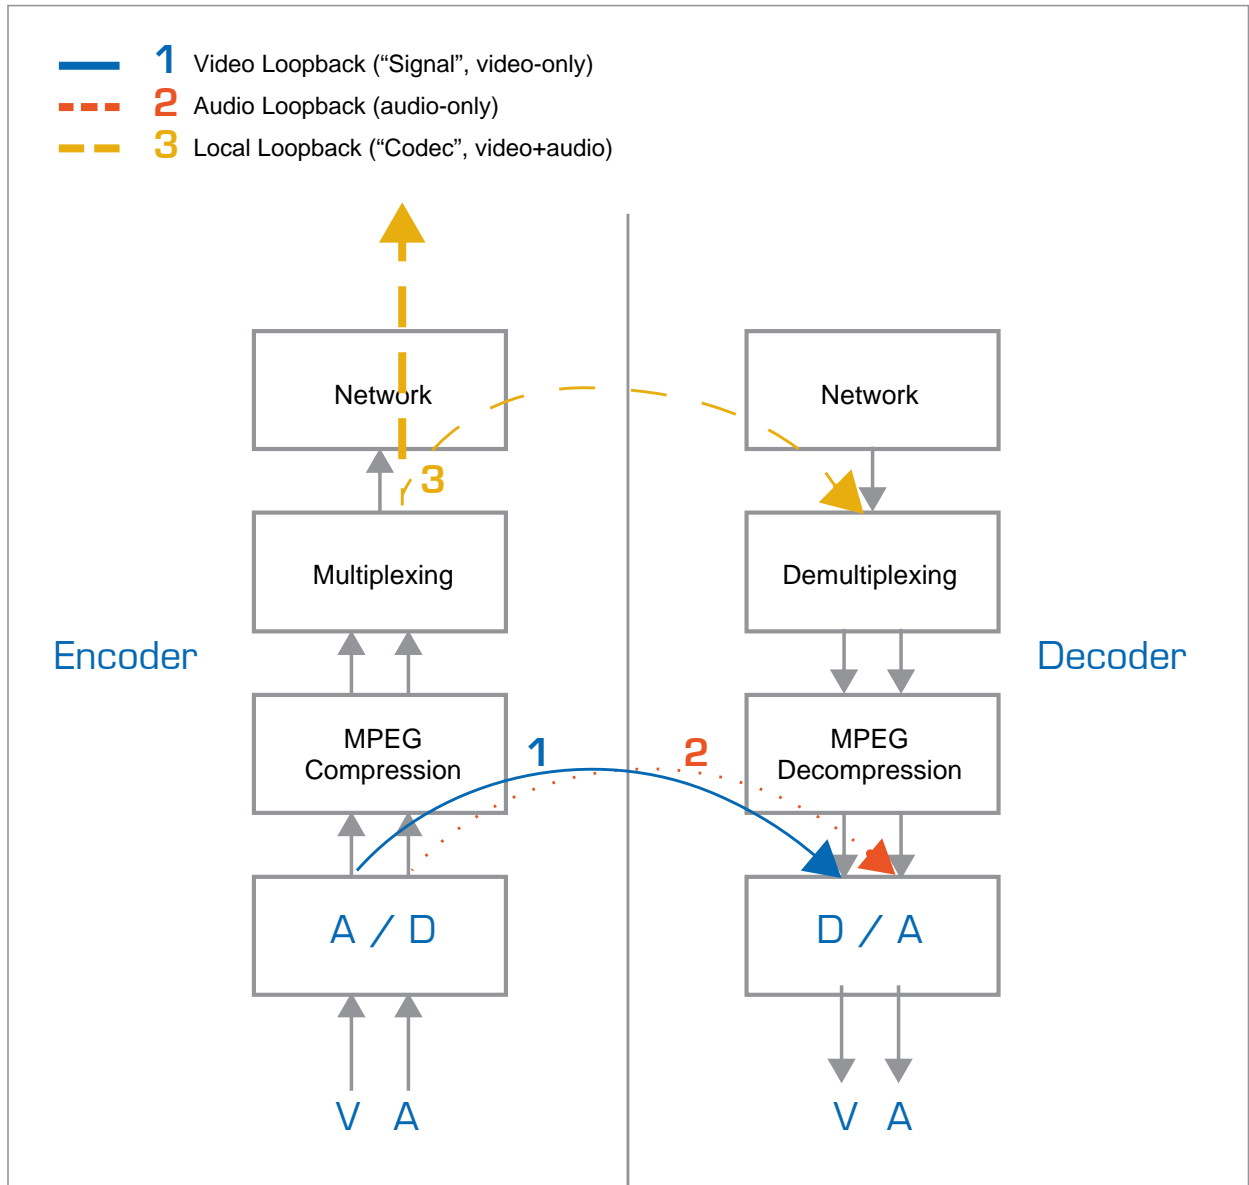 1 Video Loopback (“Signal”, video-only)
2 Audio Loopback (audio-only)
3 Local Loopback (“Codec”, video+audio)
Network
Network
3
Multiplexing
Demultiplexing
Encoder
Decoder
MPEG
Compression
1
2
MPEG
Decompression
A / D
D / A
V A
V A